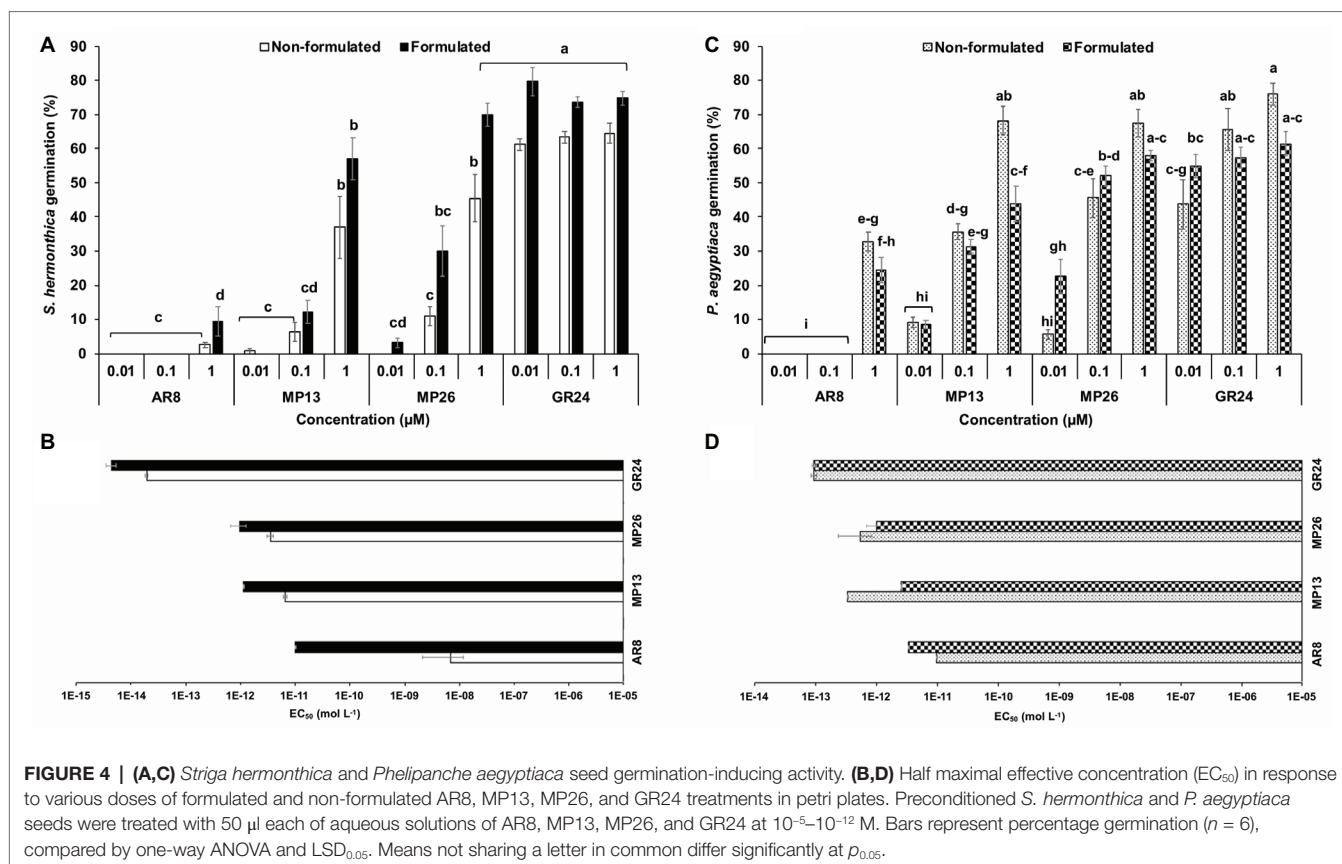 A
Non-formulated
Formulated
S. hermonthica germination (%)
90
80
70
60
50
40
30
20
10
0
c
d
c
cd
b
b
cd
c
bc
b
a
0.01 0.1 1 0.01 0.1 1 0.01 0.1 1 0.01 0.1 1
AR8 MP13 MP26 GR24
Concentration (µM)
B
GR24
MP26
MP13
AR8
1E-15 1E-14 1E-13 1E-12 1E-11 1E-10 1E-09 1E-08 1E-07 1E-06 1E-05
EC₅₀ (mol L⁻¹)
C
Non-formulated
Formulated
P. aegyptiaca germination (%)
90
80
70
60
50
40
30
20
10
0
i
e-g
f-h
hi
d-g
e-g
ab
c-f
hi
gh
c-e
b-d
ab
a-c
c-g
bc
ab
a-c
a
a-c
0.01 0.1 1 0.01 0.1 1 0.01 0.1 1 0.01 0.1 1
AR8 MP13 MP26 GR24
Concentration (µM)
D
GR24
MP26
MP13
AR8
1E-14 1E-13 1E-12 1E-11 1E-10 1E-09 1E-08 1E-07 1E-06 1E-05
EC₅₀ (mol L⁻¹)
FIGURE 4 | (A,C) Striga hermonthica and Phelipanche aegyptiaca seed germination-inducing activity. (B,D) Half maximal effective concentration (EC₅₀) in response
to various doses of formulated and non-formulated AR8, MP13, MP26, and GR24 treatments in petri plates. Preconditioned S. hermonthica and P. aegyptiaca
seeds were treated with 50 µl each of aqueous solutions of AR8, MP13, MP26, and GR24 at 10⁻⁵–10⁻¹² M. Bars represent percentage germination (n = 6),
compared by one-way ANOVA and LSD₀.₀₅. Means not sharing a letter in common differ significantly at p₀.₀₅.